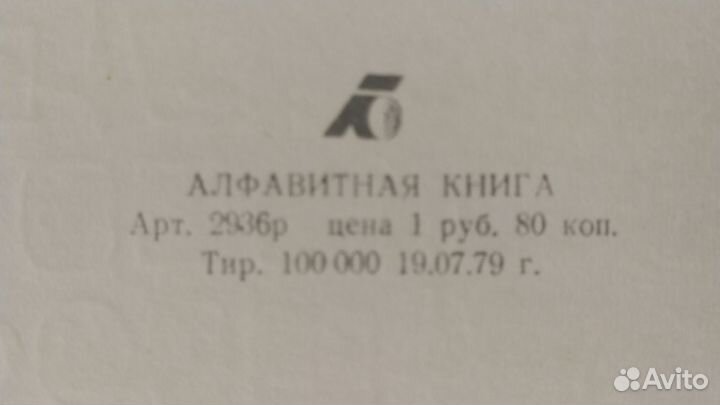 АЛФАВИТНАЯ КНИГА
Арт. 2936р цена 1 руб. 80 коп.
Тир. 100 000 19.07.79 г.
Avito